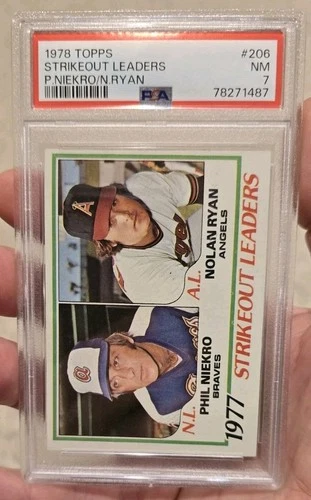 1978 TOPPS #206
STRIKEOUT LEADERS NM
P.NIEKRO/N.RYAN 7
PSA 78271487
A
A.L.
NOLAN RYAN
ANGELS
a
N.L.
PHIL NIEKRO
BRAVES
1977 STRIKEOUT LEADERS